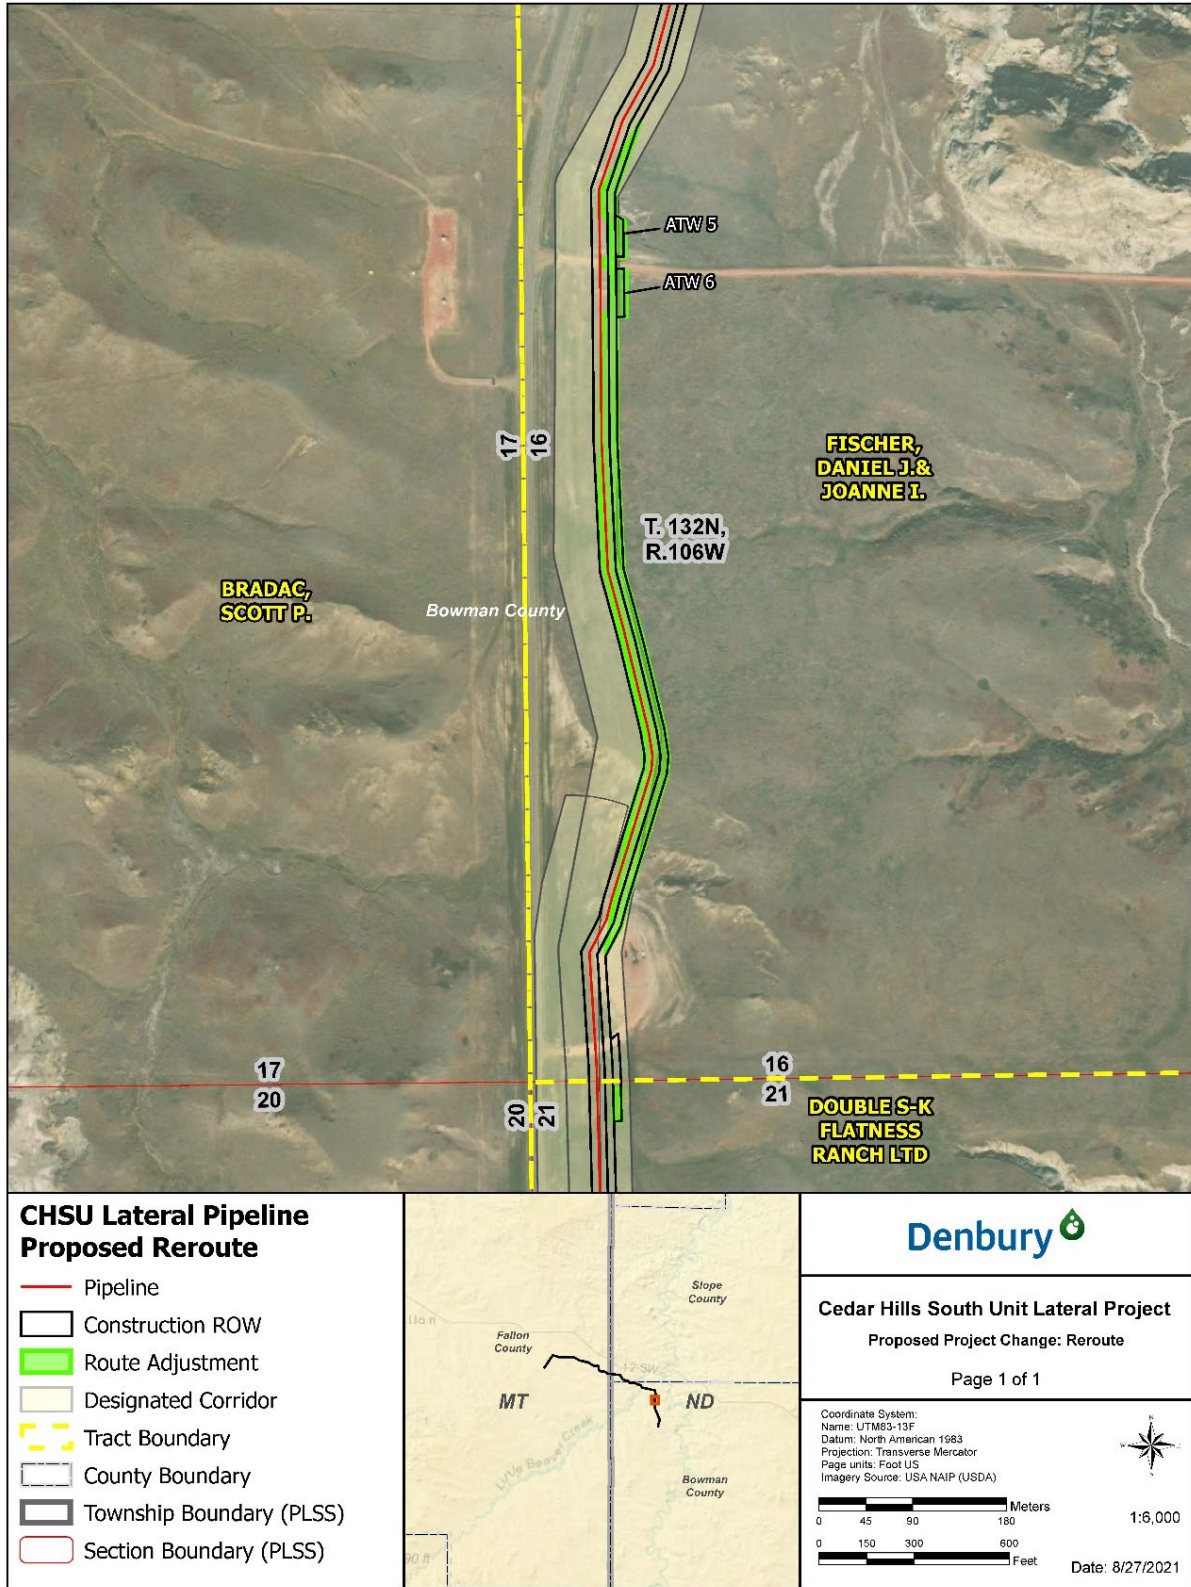 ATW 5
ATW 6
17
16
FISCHER,
DANIEL J.&
JOANNE I.
T. 132N,
R.106W
BRADAC,
SCOTT P.
Bowman County
17
20
20
21
16
21
DOUBLE S-K
FLATNESS
RANCH LTD
CHSU Lateral Pipeline
Proposed Reroute
Pipeline
Construction ROW
Route Adjustment
Designated Corridor
Tract Boundary
County Boundary
Township Boundary (PLSS)
Section Boundary (PLSS)
Slope
County
Fallon
County
12-SW
MT
ND
Little Beaver Creek
Bowman
County
Denbury
Cedar Hills South Unit Lateral Project
Proposed Project Change: Reroute
Page 1 of 1
Coordinate System:
Name: UTM83-13F
Datum: North American 1983
Projection: Transverse Mercator
Page units: Foot US
Imagery Source: USA NAIP (USDA)
N
W
E
S
Meters
0 45 90 180
1:6,000
0 150 300 600
Feet
Date: 8/27/2021